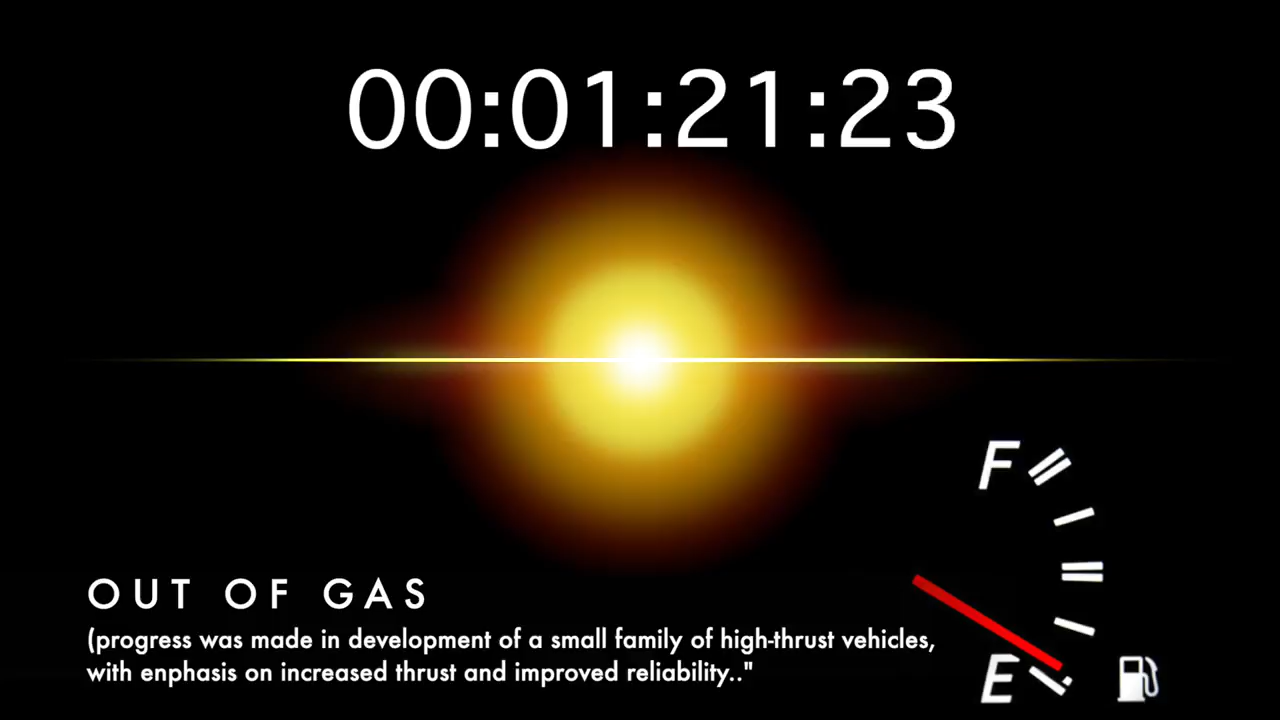 00:01:21:23
F
OUT OF GAS
(progress was made in development of a small family of high-thrust vehicles,
with enphasis on increased thrust and improved reliability.."
E